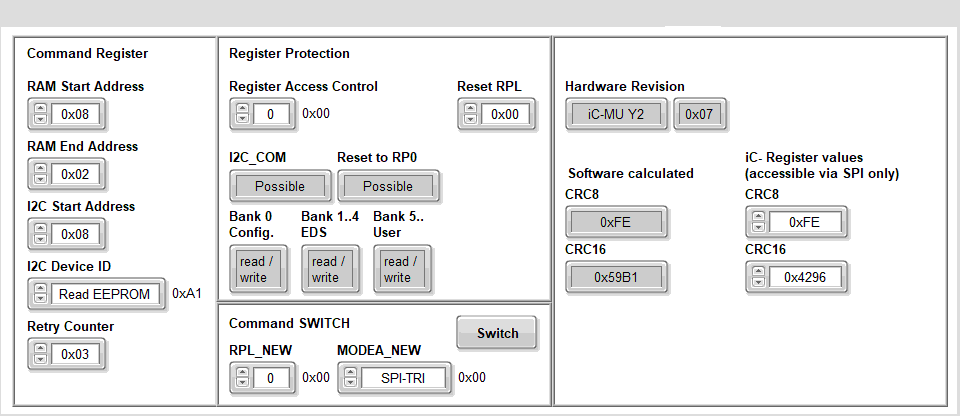 Command Register
RAM Start Address
0x08
RAM End Address
0x02
I2C Start Address
0x08
I2C Device ID
Read EEPROM 0xA1
Retry Counter
0x03
Register Protection
Register Access Control Reset RPL
0 0x00 0x00
I2C_COM Reset to RP0
Possible Possible
Bank 0 Bank 1..4 Bank 5..
Config. EDS User
read / read / read /
write write write
Command SWITCH
Switch
RPL_NEW MODEA_NEW
0 0x00 SPI-TRI 0x00
Hardware Revision
iC-MU Y2 0x07
iC- Register values
Software calculated (accessible via SPI only)
CRC8 CRC8
0xFE 0xFE
CRC16 CRC16
0x59B1 0x4296